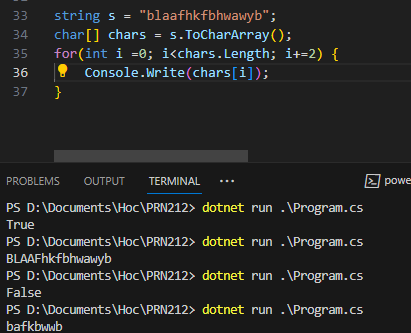 33 string s = "blaafhkfbhwawyb";
34 char[] chars = s.ToCharArray();
35 for(int i =0; i<chars.Length; i+=2) {
36 Console.Write(chars[i]);
37 }
PROBLEMS OUTPUT TERMINAL ··· powe
PS D:\Documents\Hoc\PRN212> dotnet run .\Program.cs
True
PS D:\Documents\Hoc\PRN212> dotnet run .\Program.cs
BLAAFhkfbhwawyb
PS D:\Documents\Hoc\PRN212> dotnet run .\Program.cs
False
PS D:\Documents\Hoc\PRN212> dotnet run .\Program.cs
bafkbwwb